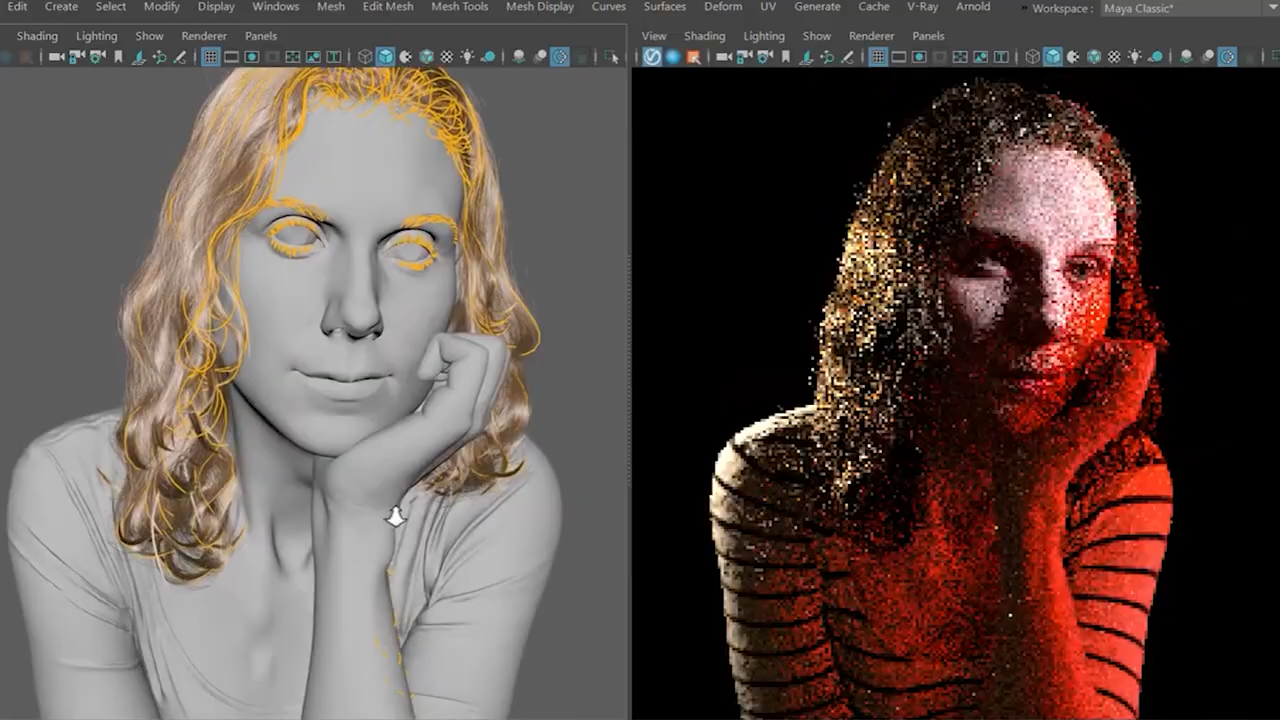 Edit Create Select Modify Display Windows Mesh Edit Mesh Mesh Tools Mesh Display Curves Surfaces Deform UV Generate Cache V-Ray Arnold » Workspace : Maya Classic*
Shading Lighting Show Renderer Panels
View Shading Lighting Show Renderer Panels